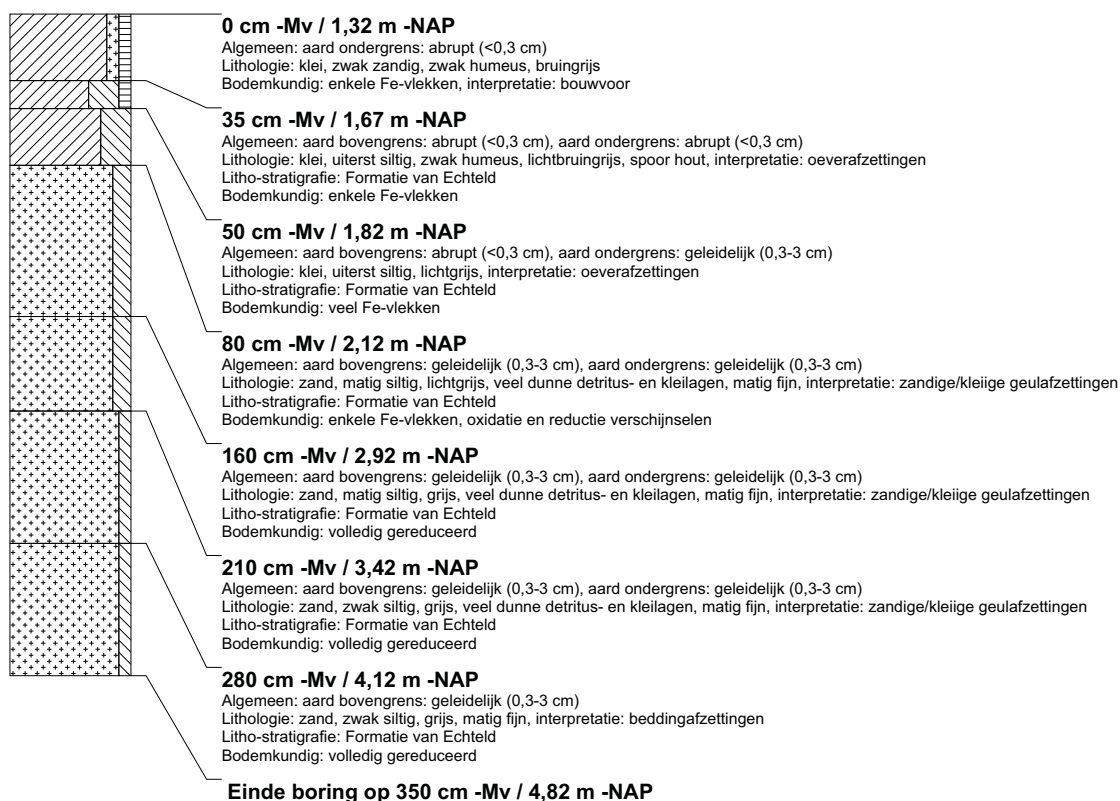 0 cm -Mv / 1,32 m -NAP
Algemeen: aard ondergrens: abrupt (<0,3 cm)
Lithologie: klei, zwak zandig, zwak humeus, bruingrijs
Bodemkundig: enkele Fe-vlekken, interpretatie: bouwvoor
35 cm -Mv / 1,67 m -NAP
Algemeen: aard bovengrens: abrupt (<0,3 cm), aard ondergrens: abrupt (<0,3 cm)
Lithologie: klei, uiterst siltig, zwak humeus, lichtbruingrijs, spoor hout, interpretatie: oeverafzettingen
Litho-stratigrafie: Formatie van Echteld
Bodemkundig: enkele Fe-vlekken
50 cm -Mv / 1,82 m -NAP
Algemeen: aard bovengrens: abrupt (<0,3 cm), aard ondergrens: geleidelijk (0,3-3 cm)
Lithologie: klei, uiterst siltig, lichtgrijs, interpretatie: oeverafzettingen
Litho-stratigrafie: Formatie van Echteld
Bodemkundig: veel Fe-vlekken
80 cm -Mv / 2,12 m -NAP
Algemeen: aard bovengrens: geleidelijk (0,3-3 cm), aard ondergrens: geleidelijk (0,3-3 cm)
Lithologie: zand, matig siltig, lichtgrijs, veel dunne detritus- en kleilagen, matig fijn, interpretatie: zandige/kleiige geulafzettingen
Litho-stratigrafie: Formatie van Echteld
Bodemkundig: enkele Fe-vlekken, oxidatie en reductie verschijnselen
160 cm -Mv / 2,92 m -NAP
Algemeen: aard bovengrens: geleidelijk (0,3-3 cm), aard ondergrens: geleidelijk (0,3-3 cm)
Lithologie: zand, matig siltig, grijs, veel dunne detritus- en kleilagen, matig fijn, interpretatie: zandige/kleiige geulafzettingen
Litho-stratigrafie: Formatie van Echteld
Bodemkundig: volledig gereduceerd
210 cm -Mv / 3,42 m -NAP
Algemeen: aard bovengrens: geleidelijk (0,3-3 cm), aard ondergrens: geleidelijk (0,3-3 cm)
Lithologie: zand, zwak siltig, grijs, veel dunne detritus- en kleilagen, matig fijn, interpretatie: zandige/kleiige geulafzettingen
Litho-stratigrafie: Formatie van Echteld
Bodemkundig: volledig gereduceerd
280 cm -Mv / 4,12 m -NAP
Algemeen: aard bovengrens: geleidelijk (0,3-3 cm)
Lithologie: zand, zwak siltig, grijs, matig fijn, interpretatie: beddingafzettingen
Litho-stratigrafie: Formatie van Echteld
Bodemkundig: volledig gereduceerd
Einde boring op 350 cm -Mv / 4,82 m -NAP